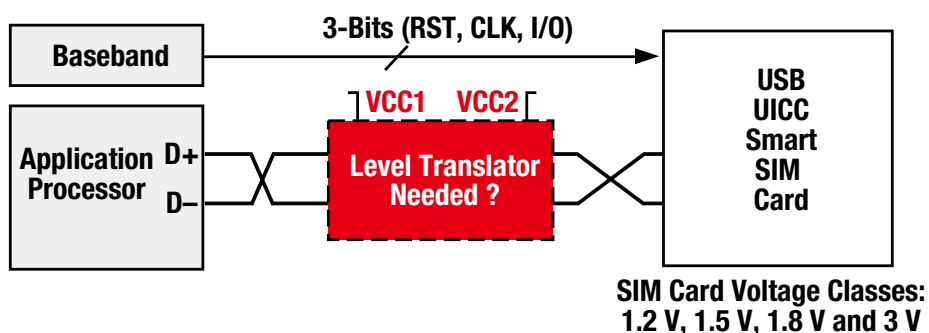 3-Bits (RST, CLK, I/O)
Baseband
VCC1 VCC2
Application
Processor
D+
D–
Level Translator
Needed ?
USB
UICC
Smart
SIM
Card
SIM Card Voltage Classes:
1.2 V, 1.5 V, 1.8 V and 3 V